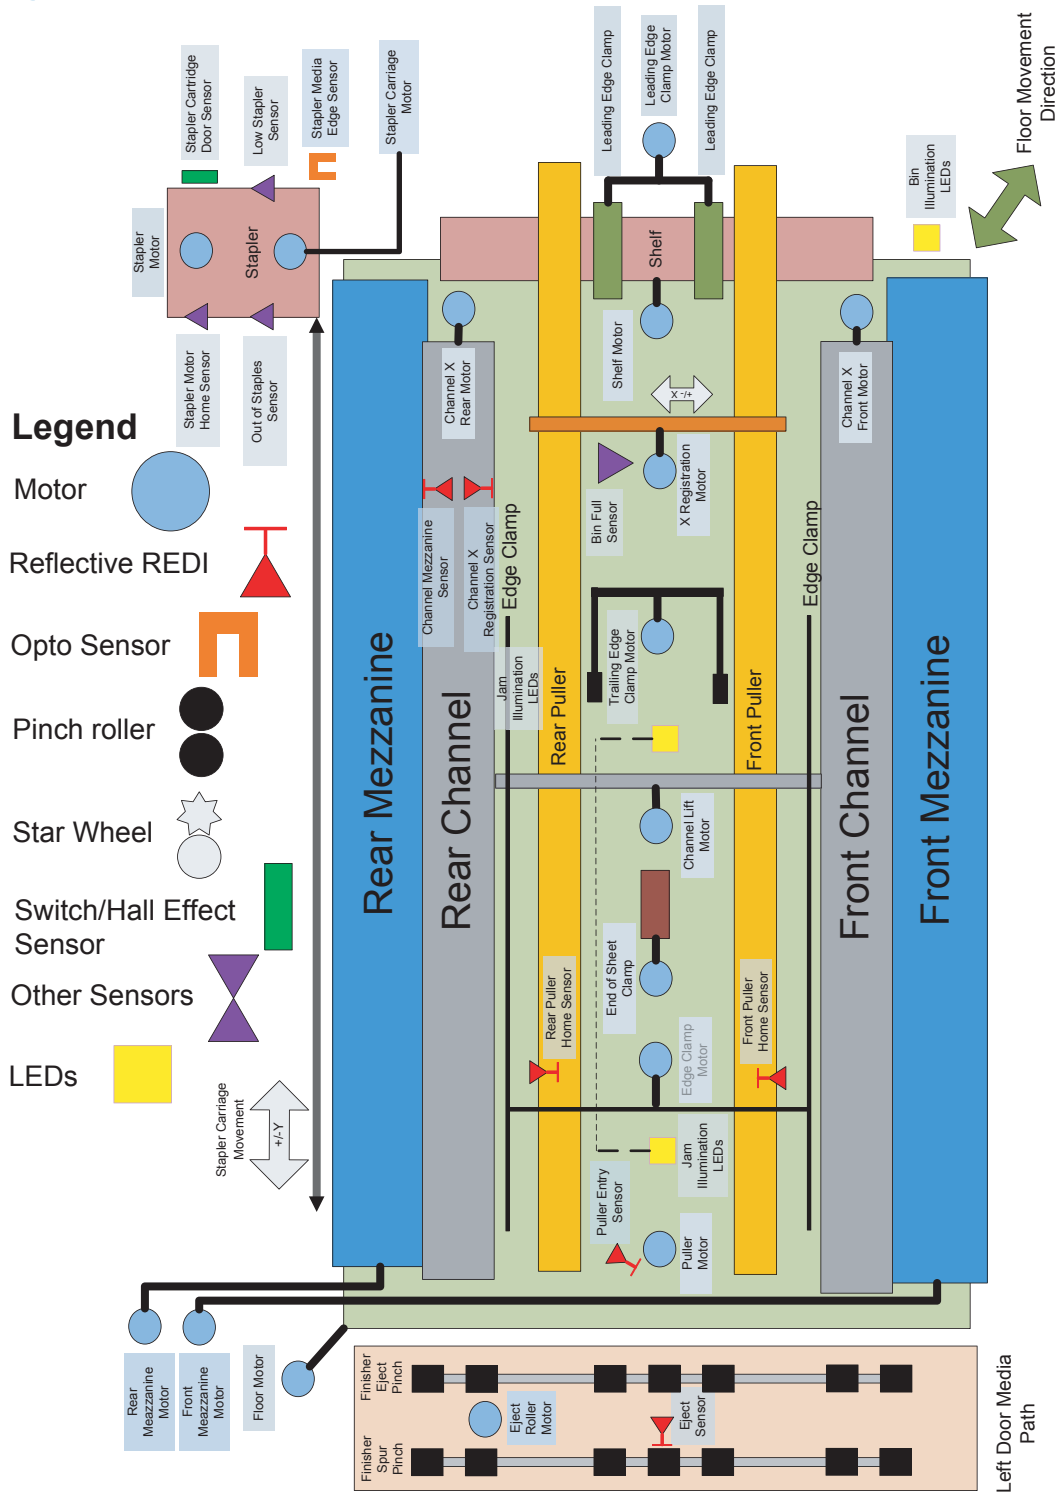 Legend
Motor
Reflective REDI
Opto Sensor
Pinch roller
Star Wheel
Switch/Hall Effect
Sensor
Other Sensors
LEDs
Stapler Carriage
Movement
+/-Y
Stapler Cartridge
Door Sensor
Low Stapler
Sensor
Stapler Media
Edge Sensor
Stapler Carriage
Motor
Stapler
Motor
Stapler
Stapler Motor
Home Sensor
Out of Staples
Sensor
Leading Edge Clamp
Leading Edge
Clamp Motor
Leading Edge Clamp
Floor Movement
Direction
Bin
Illumination
LEDs
Shelf
Shelf Motor
Channel X
Rear Motor
Channel X
Front Motor
X -/+
X Registration
Motor
Bin Full
Sensor
Channel Mezzanine
Sensor
Channel X
Registration Sensor
Edge Clamp
Edge Clamp
Jam
Illumination
LEDs
Trailing Edge
Clamp Motor
Rear Mezzanine
Rear Channel
Rear Puller
Front Puller
Front Channel
Front Mezzanine
Channel Lift
Motor
End of Sheet
Clamp
Rear Puller
Home Sensor
Front Puller
Home Sensor
Edge Clamp
Motor
Jam
Illumination
LEDs
Puller Entry
Sensor
Puller
Motor
Rear
Meazzanine
Motor
Front
Meazzanine
Motor
Floor Motor
Finisher
Eject
Pinch
Finisher
Spur
Pinch
Eject
Roller
Motor
Eject
Sensor
Left Door Media
Path